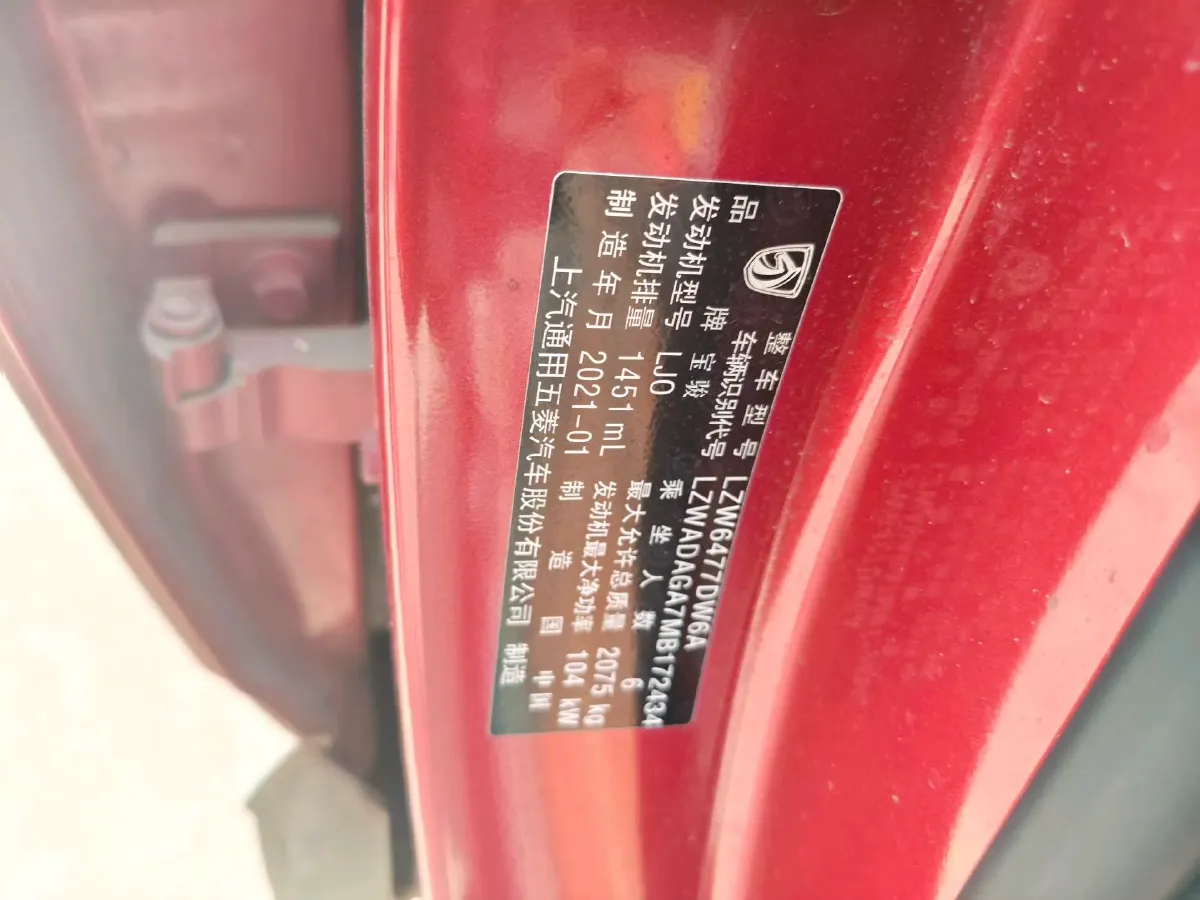 整车型号 LZW6477DW6A
车辆识别代号 LZWADAGA7MB172434
品牌 宝骏 乘坐人数 6
发动机型号 LJO 最大允许总质量 2075 kg
发动机排量 1451 mL 发动机最大净功率 104 kW
制造年月 2021-01 制造国 中国
上汽通用五菱汽车股份有限公司 制造